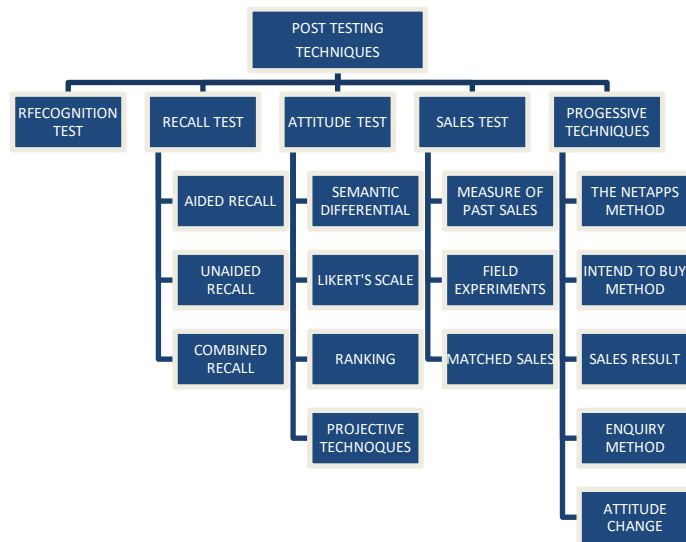 POST TESTING
TECHNIQUES
RFECOGNITION
TEST
RECALL TEST
ATTITUDE TEST
SALES TEST
PROGESSIVE
TECHNIQUES
AIDED RECALL
UNAIDED
RECALL
COMBINED
RECALL
SEMANTIC
DIFFERENTIAL
LIKERT'S SCALE
RANKING
PROJECTIVE
TECHNOQUES
MEASURE OF
PAST SALES
FIELD
EXPERIMENTS
MATCHED SALES
THE NETAPPS
METHOD
INTEND TO BUY
METHOD
SALES RESULT
ENQUIRY
METHOD
ATTITUDE
CHANGE